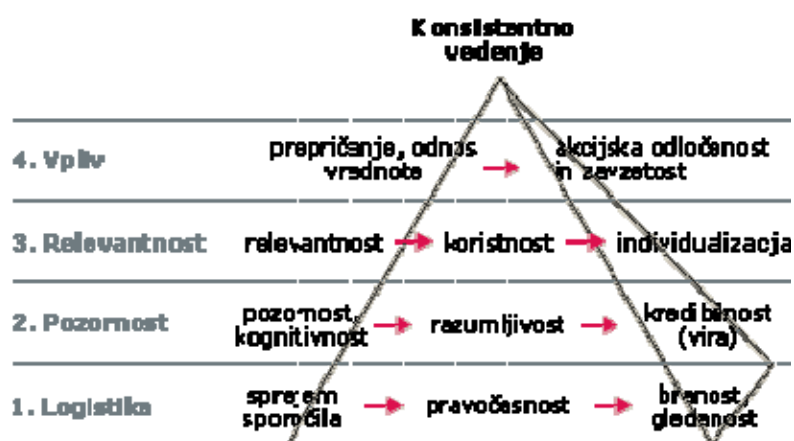 Konsistentno
vedenje
4. Vpliv
prepričanje, odnos
vrednote
akcijska odločenost
in zavzetost
3. Relevantnost
relevantnost
koristnost
individualizacija
2. Pozornost
pozornost,
kognitivnost
razumljivost
kredibilnost
(vira)
1. Logistika
sprejem
sporočila
pravočasnost
branost
gledanost